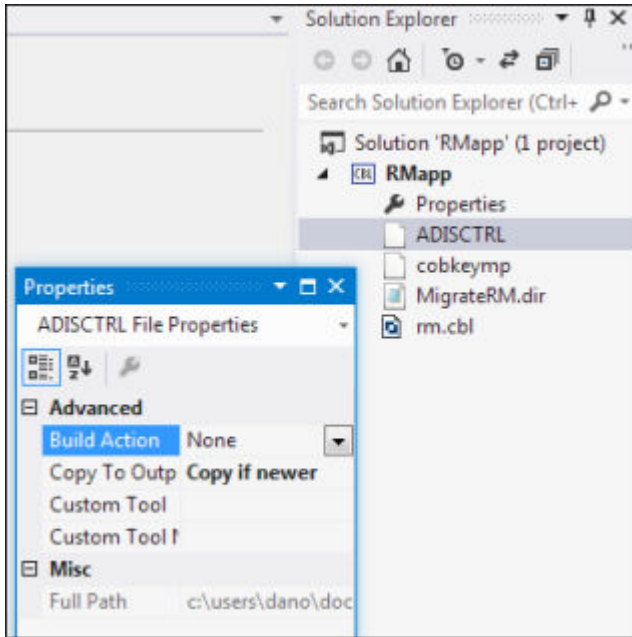 Solution Explorer
Search Solution Explorer (Ctrl+
Solution 'RMapp' (1 project)
CBL RMapp
Properties
ADISCTRL
cobkeymp
MigrateRM.dir
rm.cbl
Properties
ADISCTRL File Properties
Advanced
Build Action None
Copy To Outp Copy if newer
Custom Tool
Custom Tool N
Misc
Full Path c:\users\dano\doc